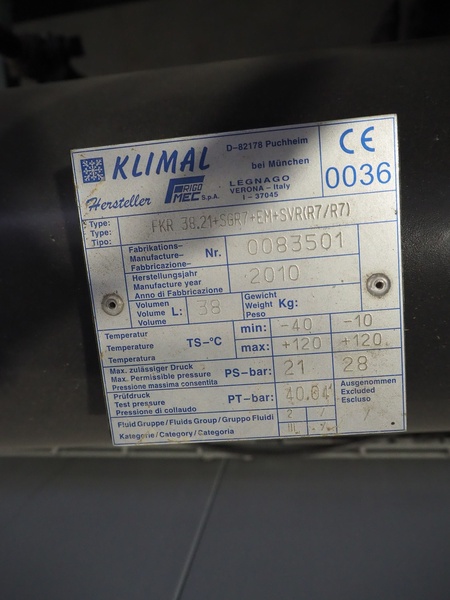 KLIMAL
D-82178 Puchheim
bei München
CE
0036
Hersteller
FRIGO MEC S.p.A.
LEGNAGO
VERONA - Italy
I - 37045
Type:
Type:
Tipo:
FKR 38.21+SGR7+EM+SVR(R7/R7)
Fabrikations-
Manufacture-
Fabbricazione-
Nr.
0083501
Herstellungsjahr
Manufacture year
Anno di Fabbricazione
2010
Volumen
Volume
Volume
L:
38
Gewicht
Weight
Peso
Kg:
Temperatur
Temperature
Temperatura
TS-°C
min: -40 -10
max: +120 +120
Max. zulässiger Druck
Max. Permissible pressure
Pressione massima consentita
PS-bar: 21 28
Prüfdruck
Test pressure
Pressione di collaudo
PT-bar: 40.04
Ausgenommen
Excluded
Escluso
Fluid Gruppe / Fluids Group / Gruppo Fluidi
2 / /
Kategorie / Category / Categoria